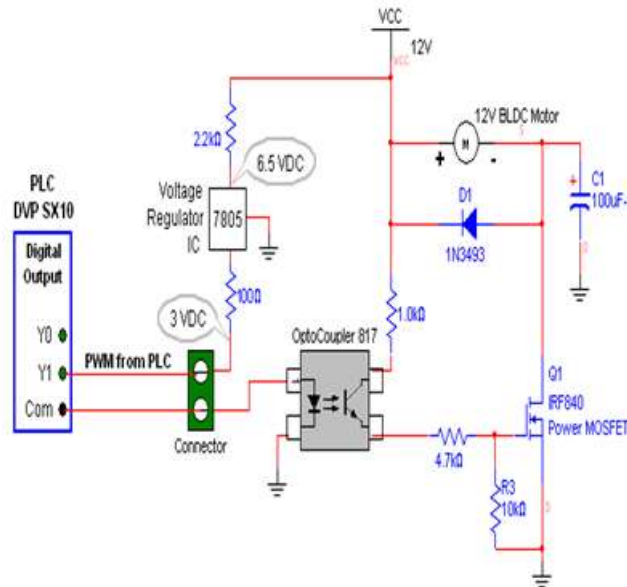 VCC
12V
VCC
2.2kΩ
12V BLDC Motor
S
6.5 VDC
M
+
-
PLC
DVP SX10
Voltage
Regulator
IC
7805
D1
+
C1
100uF-
1N3493
Digital
Output
100Ω
3 VDC
1.0kΩ
OptoCoupler 817
Y0
PWM from PLC
Y1
Com
Q1
IRF840
Power MOSFET
Connector
4.7kΩ
R3
10kΩ
S